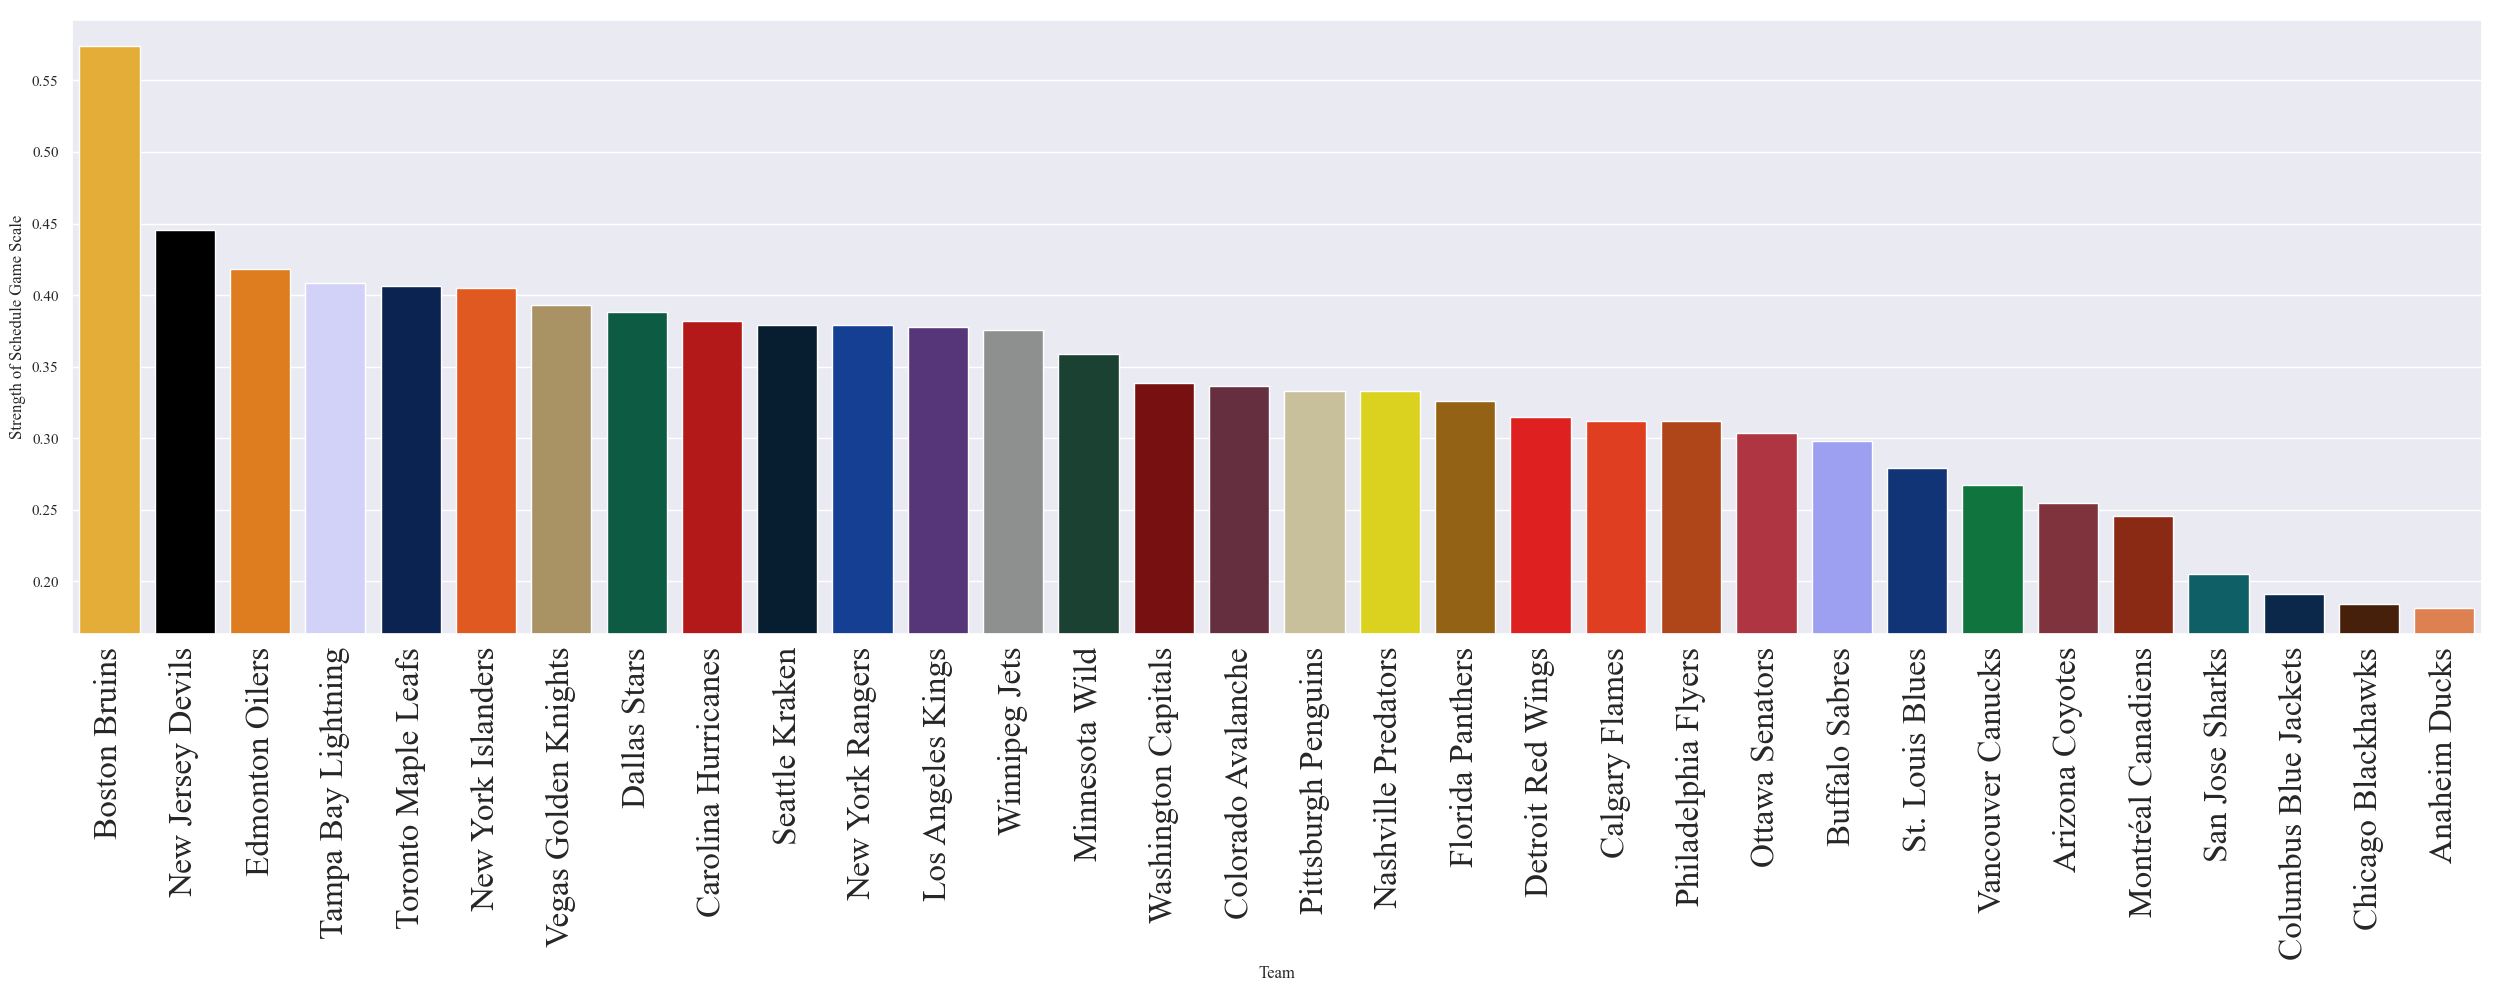 0.55
0.50
0.45
0.40
0.35
0.30
0.25
0.20
Strength of Schedule Game Scale
Boston Bruins
New Jersey Devils
Edmonton Oilers
Tampa Bay Lightning
Toronto Maple Leafs
New York Islanders
Vegas Golden Knights
Dallas Stars
Carolina Hurricanes
Seattle Kraken
New York Rangers
Los Angeles Kings
Winnipeg Jets
Minnesota Wild
Washington Capitals
Colorado Avalanche
Pittsburgh Penguins
Nashville Predators
Florida Panthers
Detroit Red Wings
Calgary Flames
Philadelphia Flyers
Ottawa Senators
Buffalo Sabres
St. Louis Blues
Vancouver Canucks
Arizona Coyotes
Montréal Canadiens
San Jose Sharks
Columbus Blue Jackets
Chicago Blackhawks
Anaheim Ducks
Team